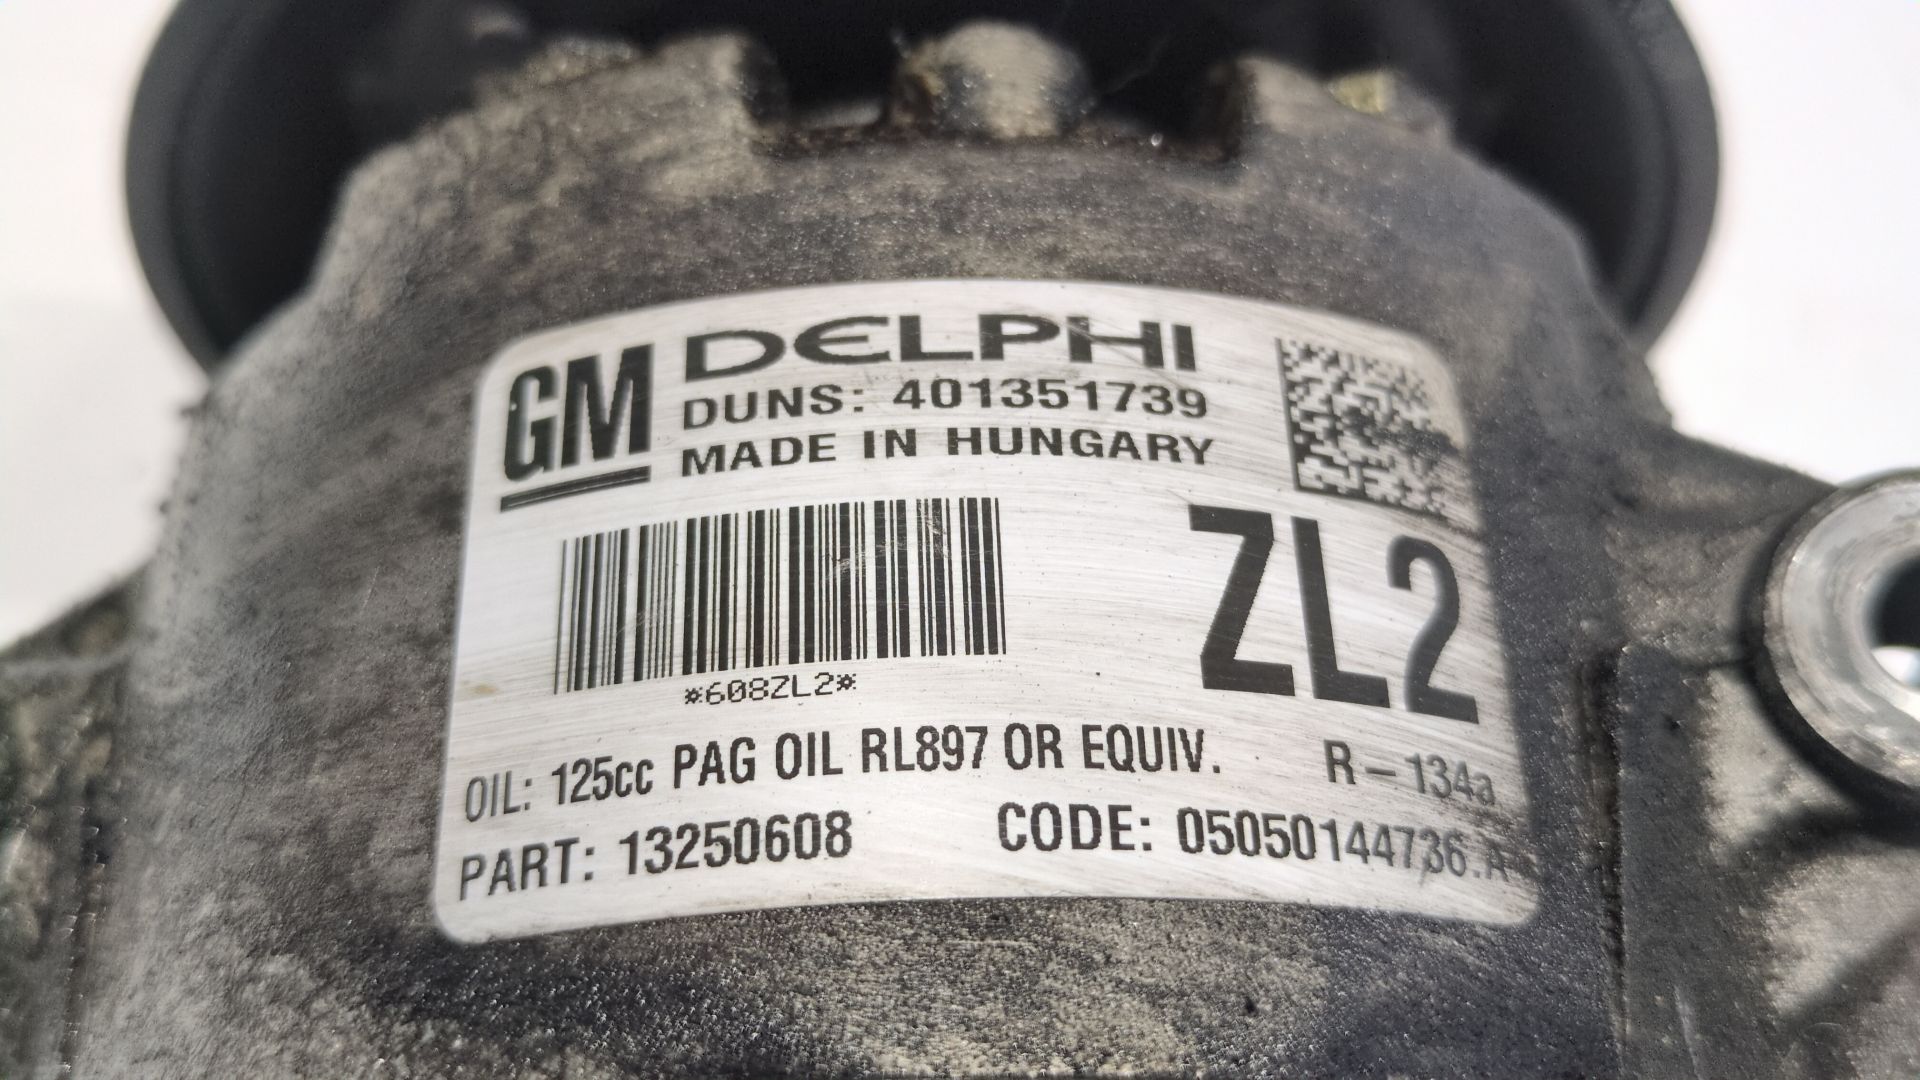 GM DELPHI
DUNS: 401351739
MADE IN HUNGARY
ZL2
*608ZL2*
OIL: 125cc PAG OIL RL897 OR EQUIV. R-134a
PART: 13250608 CODE: 05050144736.A